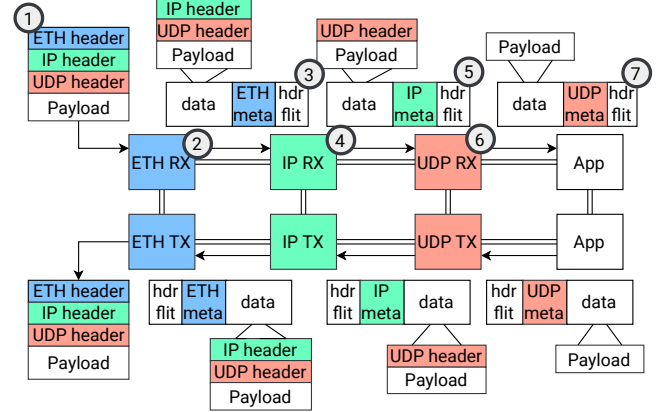 1
ETH header
IP header
UDP header
Payload
IP header
UDP header
Payload
data
ETH meta
hdr flit
3
UDP header
Payload
data
IP meta
hdr flit
5
Payload
data
UDP meta
hdr flit
7
ETH RX
2
IP RX
4
UDP RX
6
App
ETH TX
IP TX
UDP TX
App
ETH header
IP header
UDP header
Payload
hdr flit
ETH meta
data
IP header
UDP header
Payload
hdr flit
IP meta
data
UDP header
Payload
hdr flit
UDP meta
data
Payload